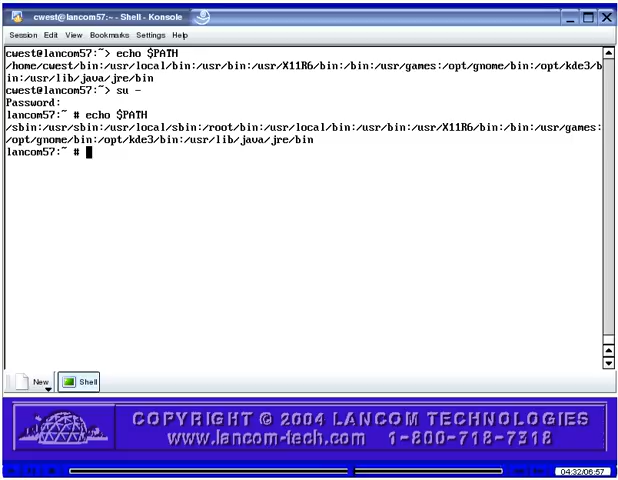 cwest@lancom57:~ - Shell - Konsole
Session Edit View Bookmarks Settings Help
cwest@lancom57:~> echo $PATH
/home/cwest/bin:/usr/local/bin:/usr/bin:/usr/X11R6/bin:/bin:/usr/games:/opt/gnome/bin:/opt/kde3/b
in:/usr/lib/java/jre/bin
cwest@lancom57:~> su -
Password:
lancom57:~ # echo $PATH
/sbin:/usr/sbin:/usr/local/sbin:/root/bin:/usr/local/bin:/usr/bin:/usr/X11R6/bin:/bin:/usr/games:
/opt/gnome/bin:/opt/kde3/bin:/usr/lib/java/jre/bin
lancom57:~ #
New Shell
COPYRIGHT © 2004 LANCOM TECHNOLOGIES
www.lancom-tech.com 1-800-718-7318
04:32/06:57